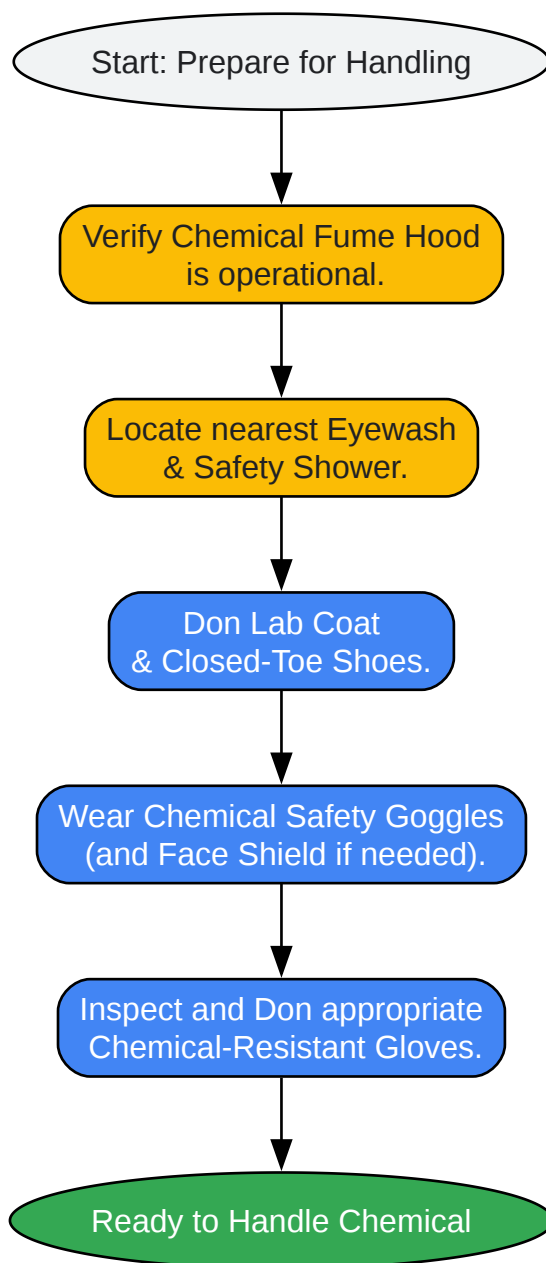 Start: Prepare for Handling
Verify Chemical Fume Hood
is operational.
Locate nearest Eyewash
& Safety Shower.
Don Lab Coat
& Closed-Toe Shoes.
Wear Chemical Safety Goggles
(and Face Shield if needed).
Inspect and Don appropriate
Chemical-Resistant Gloves.
Ready to Handle Chemical